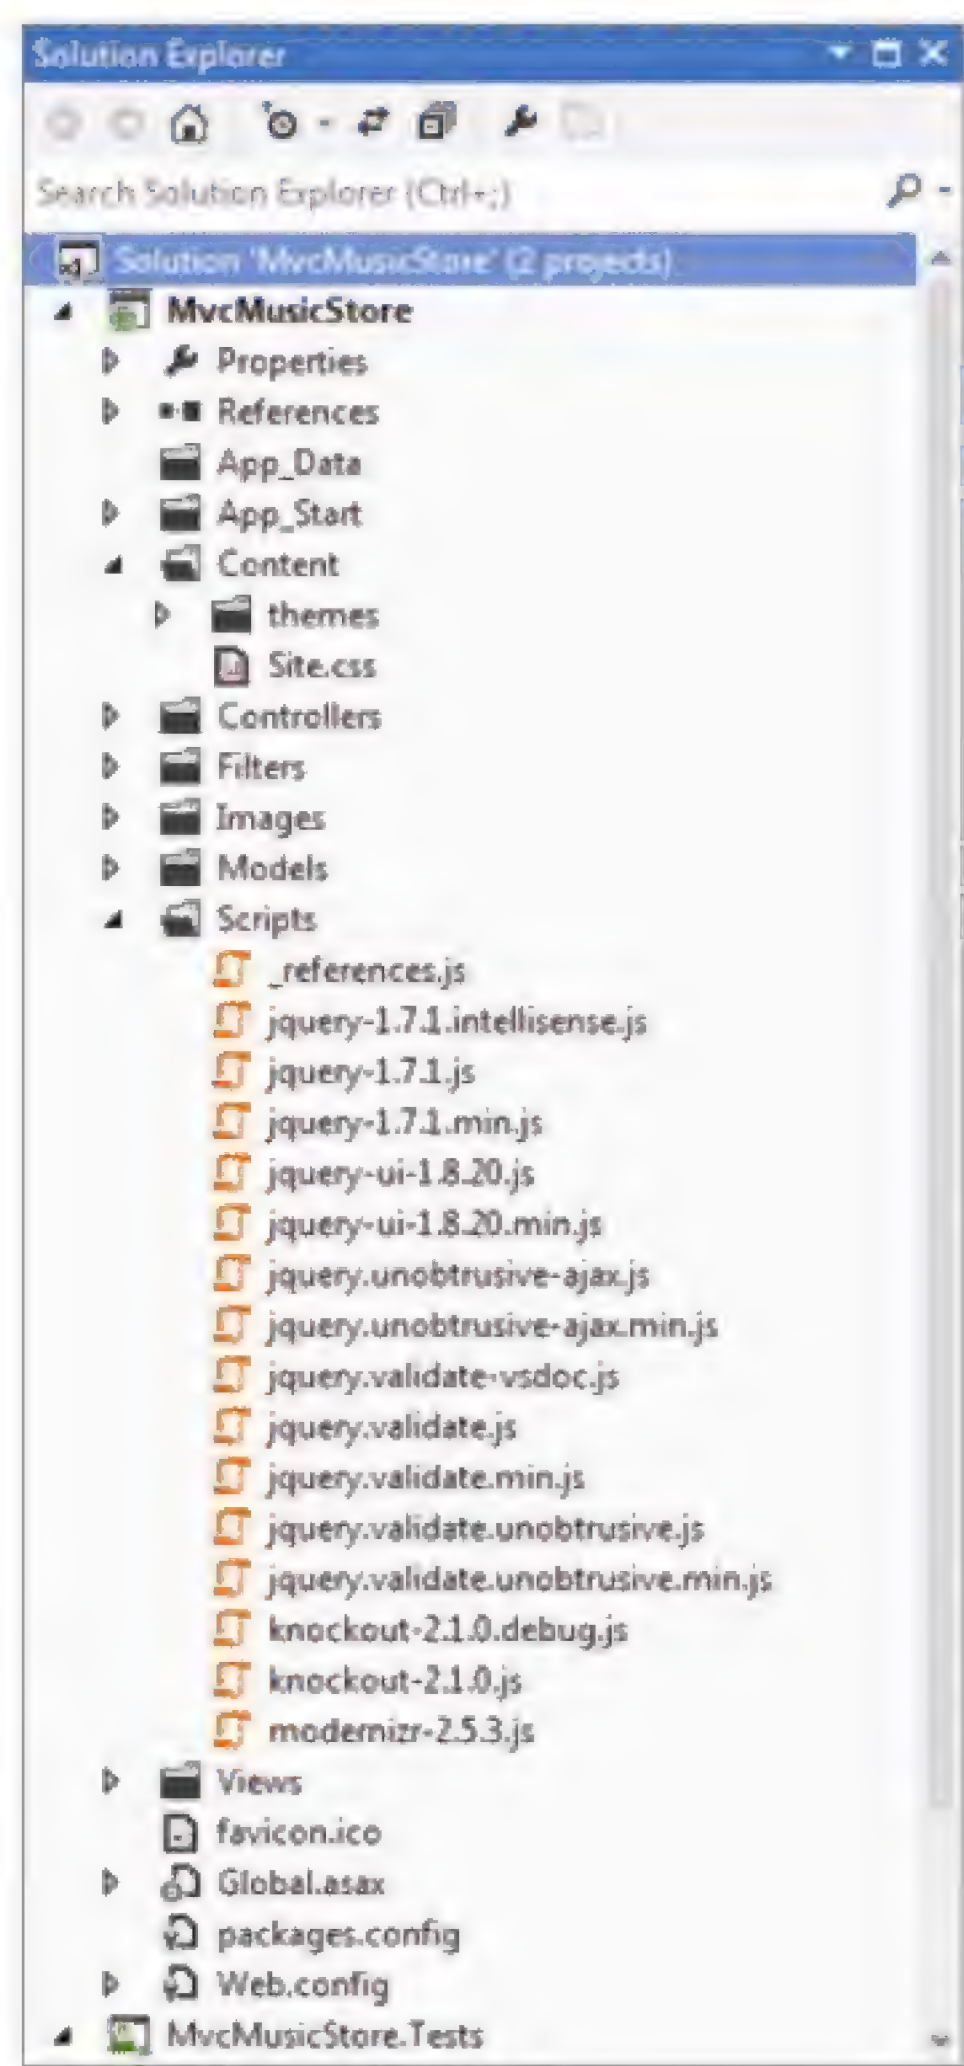 Solution Explorer
Search Solution Explorer (Ctrl+;)
Solution 'MvcMusicStore' (2 projects)
MvcMusicStore
Properties
References
App_Data
App_Start
Content
themes
Site.css
Controllers
Filters
Images
Models
Scripts
_references.js
jquery-1.7.1.intellisense.js
jquery-1.7.1.js
jquery-1.7.1.min.js
jquery-ui-1.8.20.js
jquery-ui-1.8.20.min.js
jquery.unobtrusive-ajax.js
jquery.unobtrusive-ajax.min.js
jquery.validate-vsdoc.js
jquery.validate.js
jquery.validate.min.js
jquery.validate.unobtrusive.js
jquery.validate.unobtrusive.min.js
knockout-2.1.0.debug.js
knockout-2.1.0.js
modernizr-2.5.3.js
Views
favicon.ico
Global.asax
packages.config
Web.config
MvcMusicStore.Tests